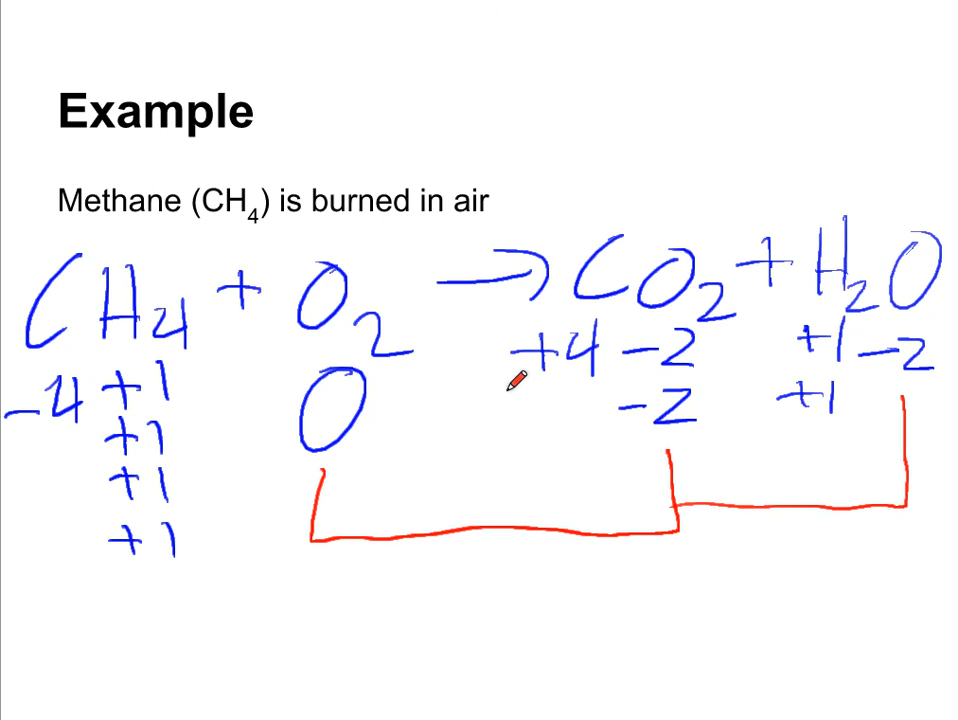 Example
Methane (CH4) is burned in air
CH4 + O2 → CO2 + H2O
-4 +1 0 +4 -2 +1 -2
+1 -2 +1
+1
+1